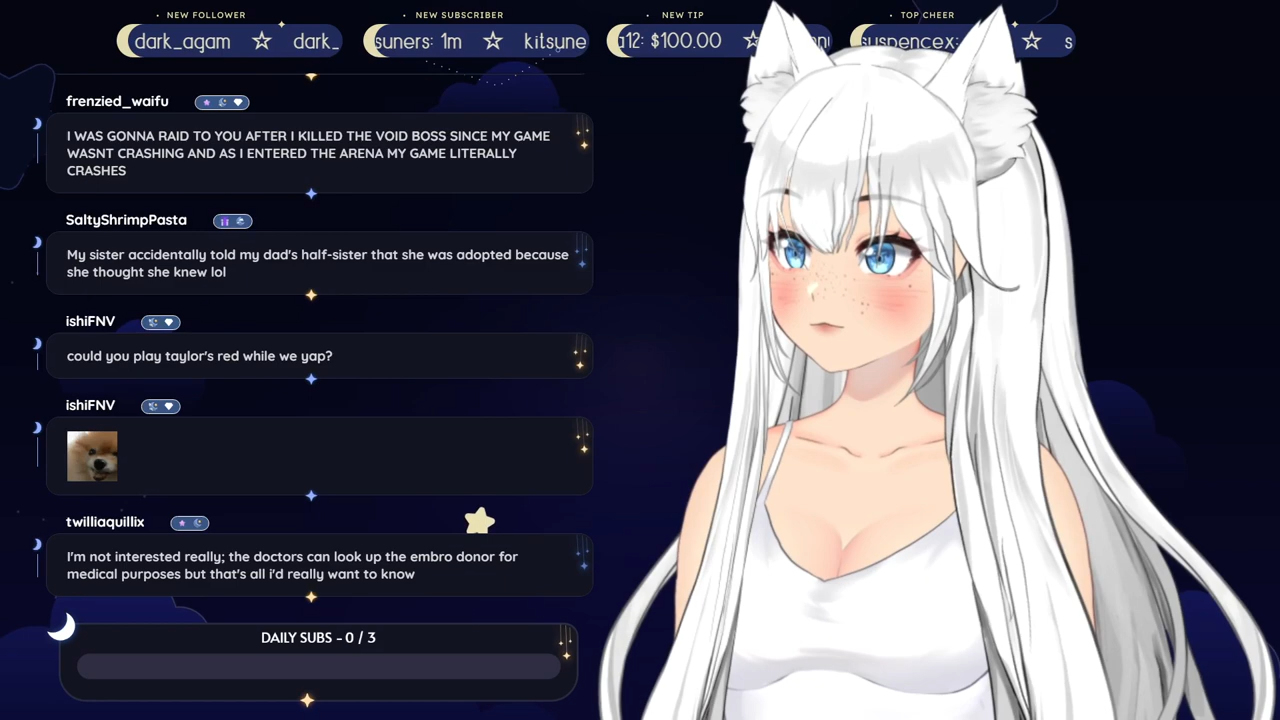 NEW FOLLOWER
NEW SUBSCRIBER
NEW TIP
TOP CHEER
dark_agam ☆ dark_
suners: 1m ☆ kitsune
a12: $100.00 ☆
suspencex: ☆ s
frenzied_waifu
I WAS GONNA RAID TO YOU AFTER I KILLED THE VOID BOSS SINCE MY GAME
WASNT CRASHING AND AS I ENTERED THE ARENA MY GAME LITERALLY
CRASHES
SaltyShrimpPasta
My sister accidentally told my dad's half-sister that she was adopted because
she thought she knew lol
ishiFNV
could you play taylor's red while we yap?
ishiFNV
twilliaquillix
I'm not interested really; the doctors can look up the embro donor for
medical purposes but that's all i'd really want to know
DAILY SUBS - 0 / 3